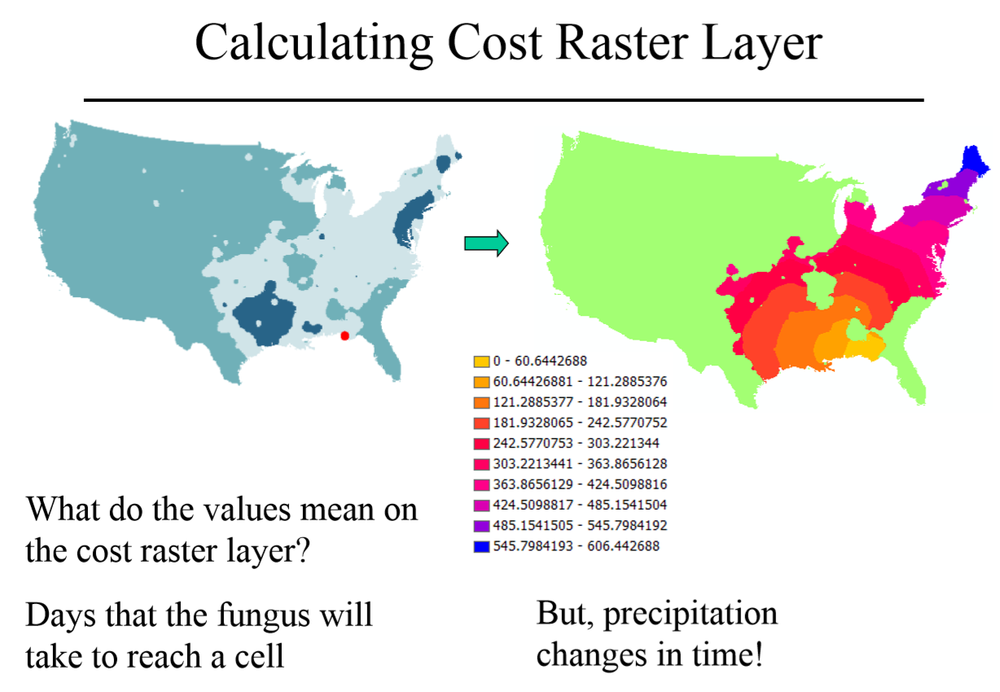 Calculating Cost Raster Layer
0 - 60.6442688
60.64426881 - 121.2885376
121.2885377 - 181.9328064
181.9328065 - 242.5770752
242.5770753 - 303.221344
303.2213441 - 363.8656128
363.8656129 - 424.5098816
424.5098817 - 485.1541504
485.1541505 - 545.7984192
545.7984193 - 606.442688
What do the values mean on
the cost raster layer?
Days that the fungus will
take to reach a cell
But, precipitation
changes in time!